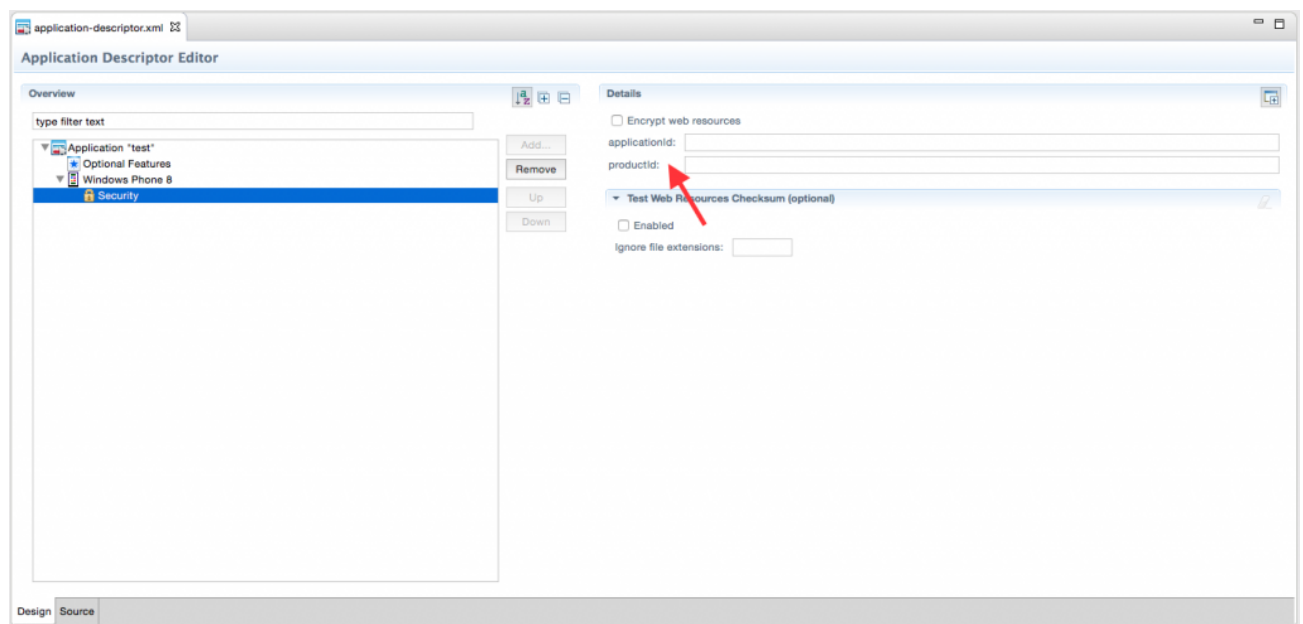 application-descriptor.xml
Application Descriptor Editor
Overview
type filter text
Application "test"
Optional Features
Windows Phone 8
Security
Add...
Remove
Up
Down
Details
Encrypt web resources
applicationId:
productId:
Test Web Resources Checksum (optional)
Enabled
Ignore file extensions:
Design Source